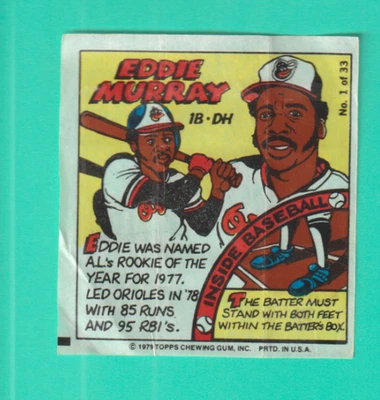 EDDIE
MURRAY
1B·DH
No. 1 of 33
EDDIE WAS NAMED
A.L.'s ROOKIE OF THE
YEAR FOR 1977.
LED ORIOLES IN '78
WITH 85 RUNS
AND 95 RBI's.
INSIDE BASEBALL
THE BATTER MUST
STAND WITH BOTH FEET
WITHIN THE BATTER'S BOX.
© 1979 TOPPS CHEWING GUM, INC. PRTD. IN U.S.A.